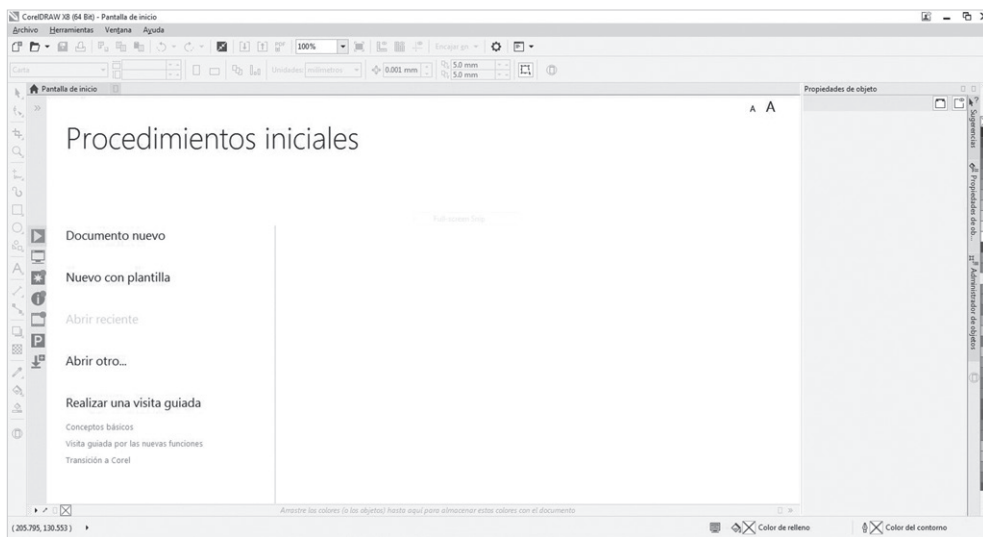 CorelDRAW X8 (64 Bit) - Pantalla de inicio
Archivo Herramientas Ventana Ayuda
100% Encajar en
Carta Unidades: milímetros 0.001 mm 5.0 mm
5.0 mm
Pantalla de inicio
Propiedades de objeto
A A
Procedimientos iniciales
Documento nuevo
Nuevo con plantilla
Abrir reciente
Abrir otro...
Realizar una visita guiada
Conceptos básicos
Visita guiada por las nuevas funciones
Transición a Corel
Sugerencias
Propiedades de ob...
Administrador de objetos
Arrastre los colores (o los objetos) hasta aquí para almacenar estos colores con el documento
( 205.795, 130.553 )
Color de relleno
Color del contorno